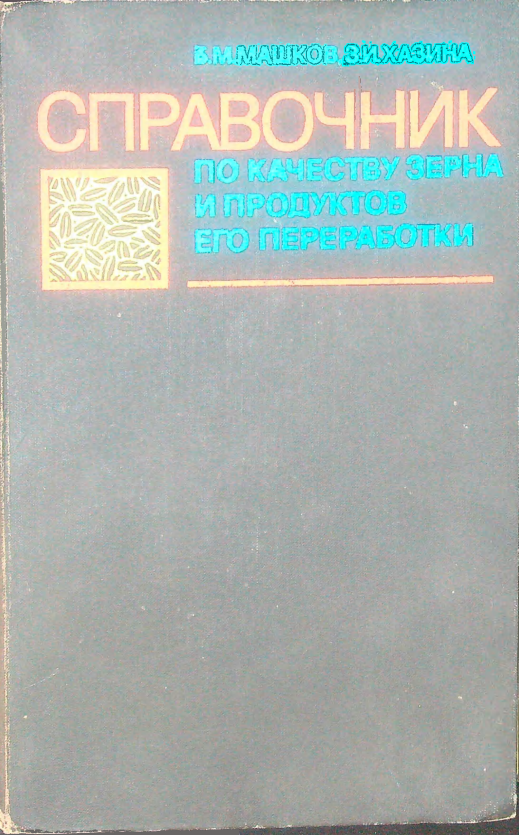 Б.М.МАШКОВ, З.И.ХАЗИНА
СПРАВОЧНИК
ПО КАЧЕСТВУ ЗЕРНА
И ПРОДУКТОВ
ЕГО ПЕРЕРАБОТКИ